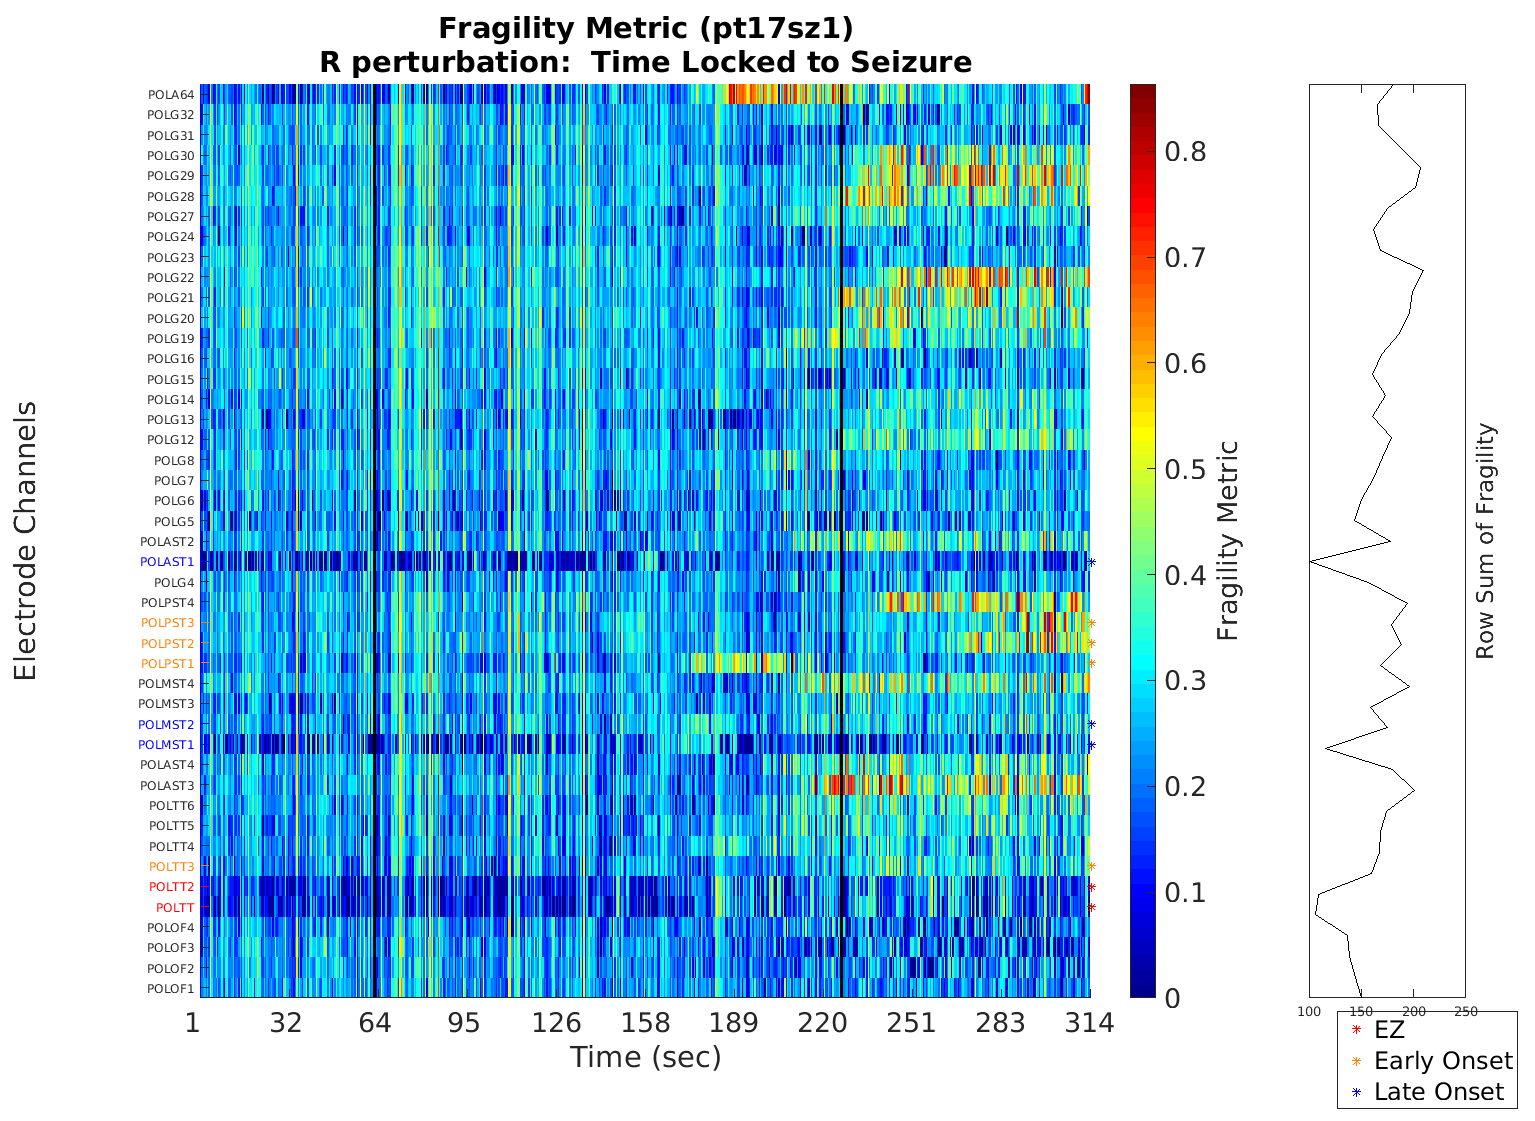 Fragility Metric (pt17sz1)
R perturbation: Time Locked to Seizure
Electrode Channels
POLA64
POLG32
POLG31
POLG30
POLG29
POLG28
POLG27
POLG24
POLG23
POLG22
POLG21
POLG20
POLG19
POLG16
POLG15
POLG14
POLG13
POLG12
POLG8
POLG7
POLG6
POLG5
POLAST2
POLAST1
POLG4
POLPST4
POLPST3
POLPST2
POLPST1
POLMST4
POLMST3
POLMST2
POLMST1
POLAST4
POLAST3
POLTT6
POLTT5
POLTT4
POLTT3
POLTT2
POLTT
POLOF4
POLOF3
POLOF2
POLOF1
1 32 64 95 126 158 189 220 251 283 314
Time (sec)
0.8
0.7
0.6
0.5
0.4
0.3
0.2
0.1
0
Fragility Metric
100 150 200 250
Row Sum of Fragility
EZ
Early Onset
Late Onset